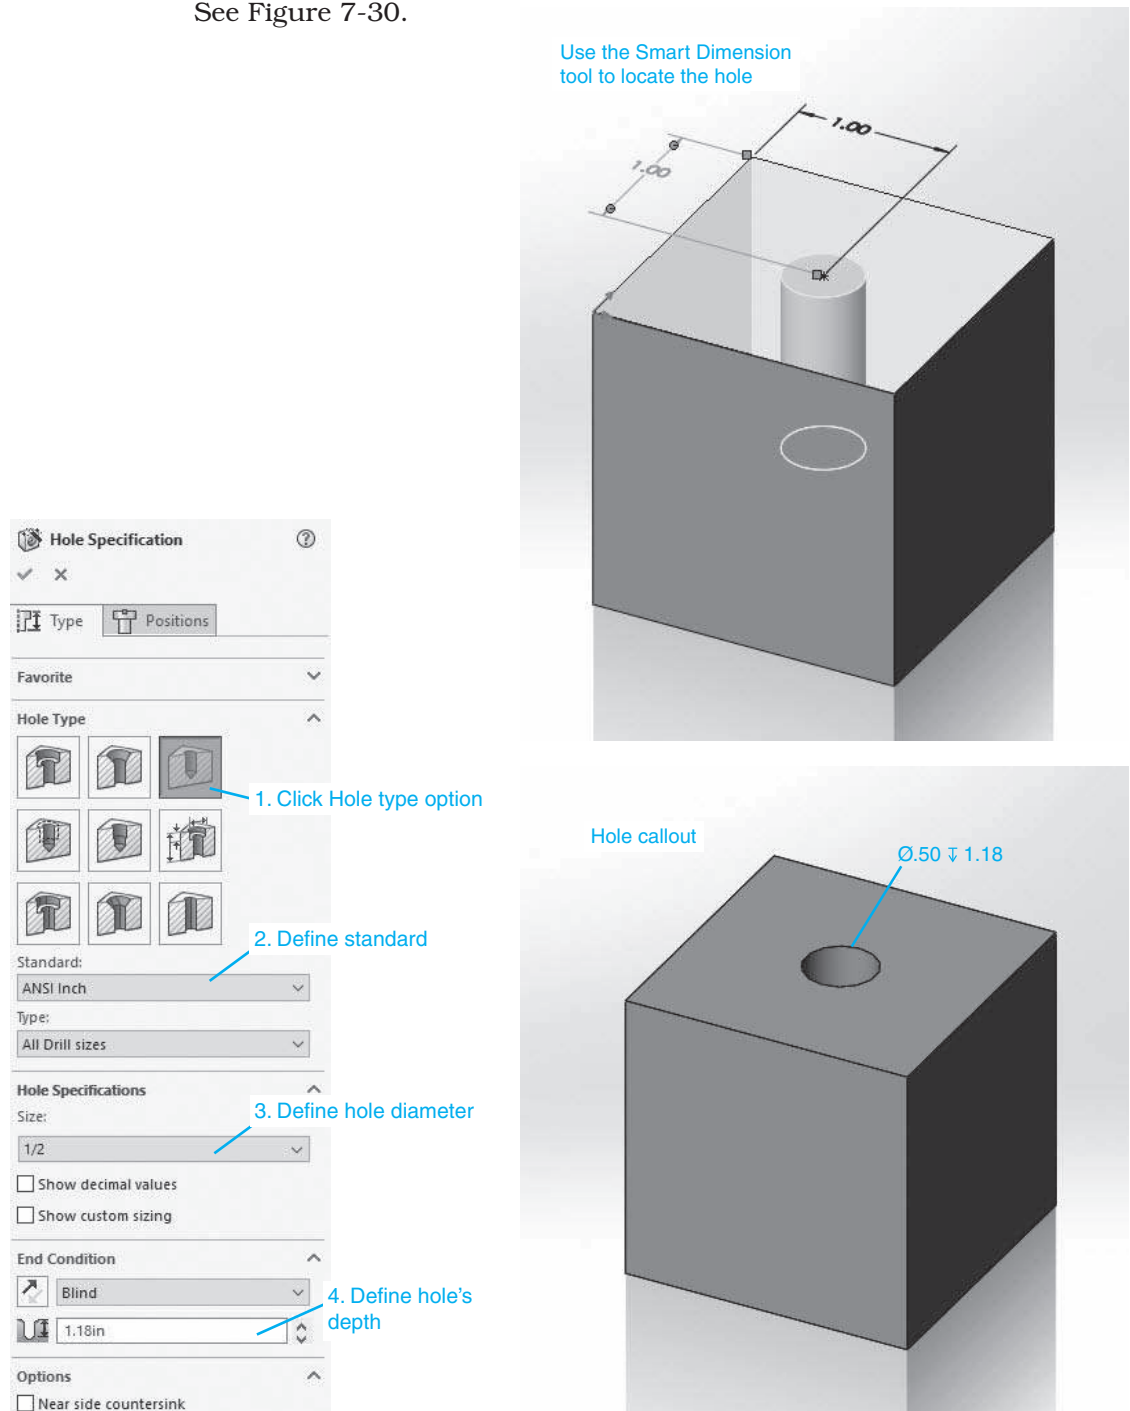 See Figure 7-30.
Use the Smart Dimension
tool to locate the hole
1.00
1.00
Hole Specification
Type
Positions
Favorite
Hole Type
1. Click Hole type option
2. Define standard
Standard:
ANSI Inch
Type:
All Drill sizes
Hole Specifications
3. Define hole diameter
Size:
1/2
Show decimal values
Show custom sizing
End Condition
Blind
4. Define hole's
depth
1.18in
Options
Near side countersink
Hole callout
Ø.50 ↧ 1.18